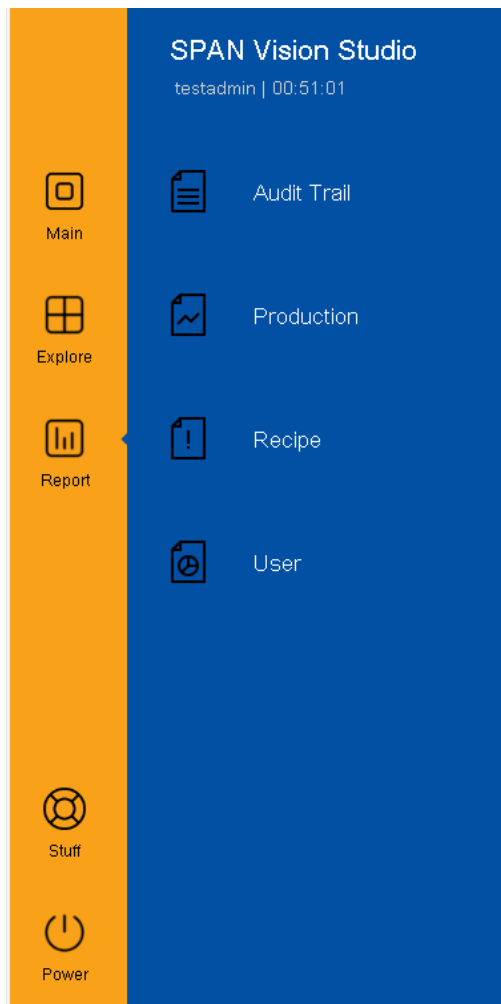 SPAN Vision Studio
testadmin | 00:51:01
Main
Explore
Report
Stuff
Power
Audit Trail
Production
Recipe
User